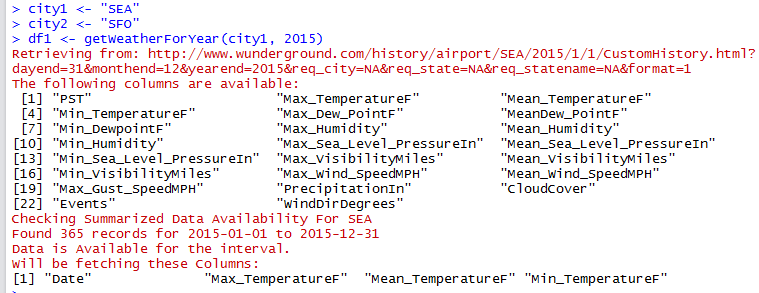 > city1 <- "SEA"
> city2 <- "SFO"
> df1 <- getWeatherForYear(city1, 2015)
Retrieving from: http://www.wunderground.com/history/airport/SEA/2015/1/1/CustomHistory.html?
dayend=31&monthend=12&yearend=2015&req_city=NA&req_state=NA&req_statename=NA&format=1
The following columns are available:
[1] "PST" "Max_TemperatureF" "Mean_TemperatureF"
[4] "Min_TemperatureF" "Max_Dew_PointF" "MeanDew_PointF"
[7] "Min_DewpointF" "Max_Humidity" "Mean_Humidity"
[10] "Min_Humidity" "Max_Sea_Level_PressureIn" "Mean_Sea_Level_PressureIn"
[13] "Min_Sea_Level_PressureIn" "Max_VisibilityMiles" "Mean_VisibilityMiles"
[16] "Min_VisibilityMiles" "Max_Wind_SpeedMPH" "Mean_Wind_SpeedMPH"
[19] "Max_Gust_SpeedMPH" "PrecipitationIn" "CloudCover"
[22] "Events" "WindDirDegrees"
Checking Summarized Data Availability For SEA
Found 365 records for 2015-01-01 to 2015-12-31
Data is Available for the interval.
Will be fetching these Columns:
[1] "Date" "Max_TemperatureF" "Mean_TemperatureF" "Min_TemperatureF"